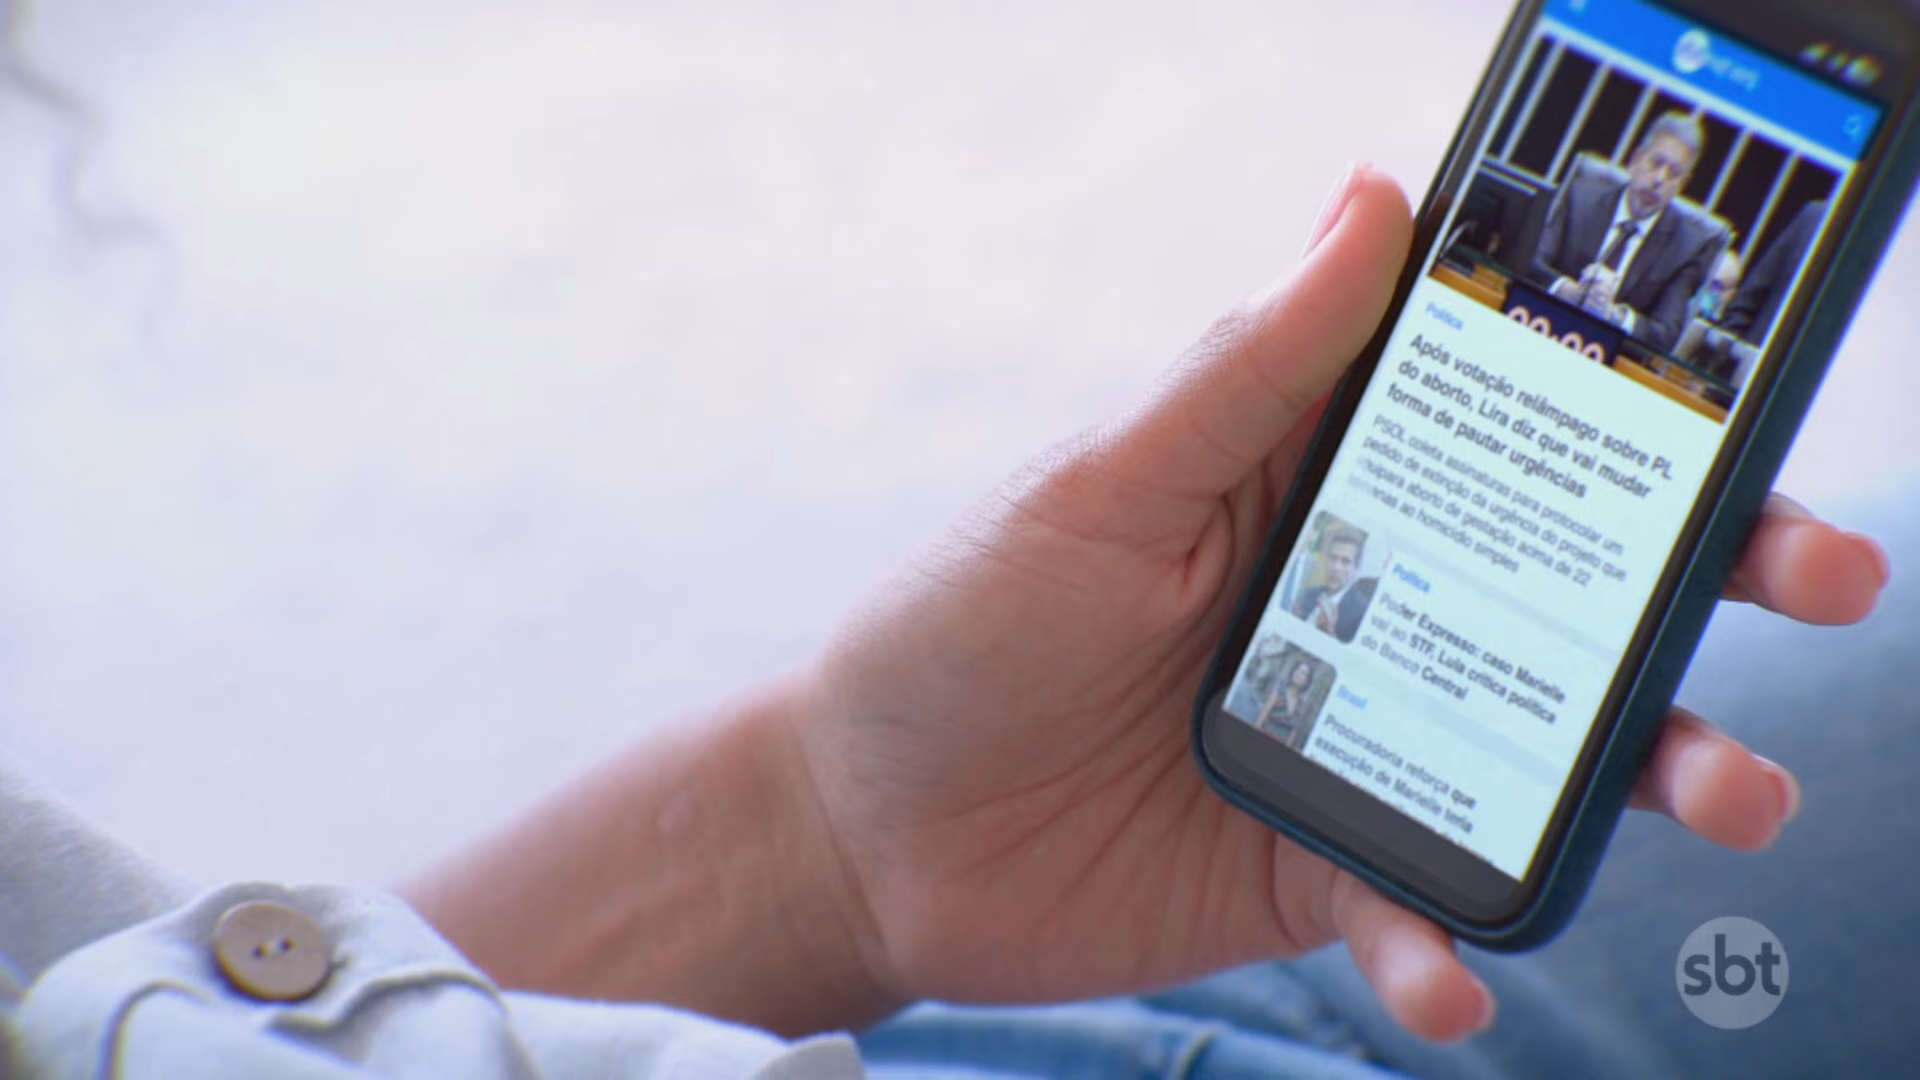 NEWS
Política
00:00
Após votação relâmpago sobre PL
do aborto, Lira diz que vai mudar
forma de pautar urgências
PSOL coleta assinaturas para protocolar um
pedido de extinção da urgência do projeto que
aborto de gestação acima de 22
ao homicídio simples
Política
Poder Expresso: caso Marielle
vai ao STF, Lula critica política
do Banco Central
Brasil
Procuradoria reforça que
execução de Marielle teria
sbt